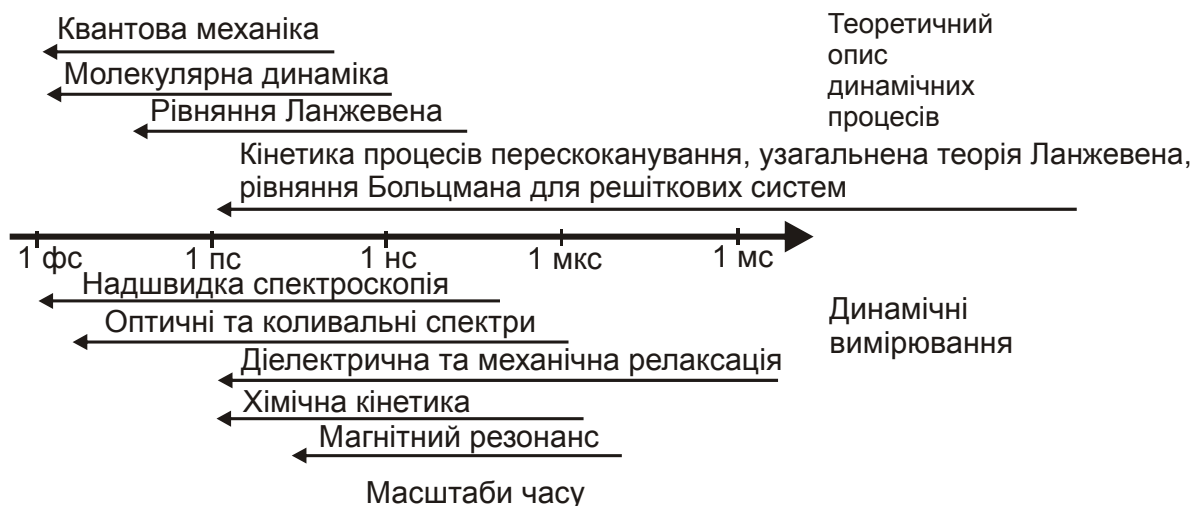 Квантова механіка
Молекулярна динаміка
Рівняння Ланжевена
Кінетика процесів перескоканування, узагальнена теорія Ланжевена,
рівняння Больцмана для решіткових систем
Теоретичний
опис
динамічних
процесів
1 фс 1 пс 1 нс 1 мкс 1 мс
Надшвидка спектроскопія
Оптичні та коливальні спектри
Діелектрична та механічна релаксація
Хімічна кінетика
Магнітний резонанс
Динамічні
вимірювання
Масштаби часу